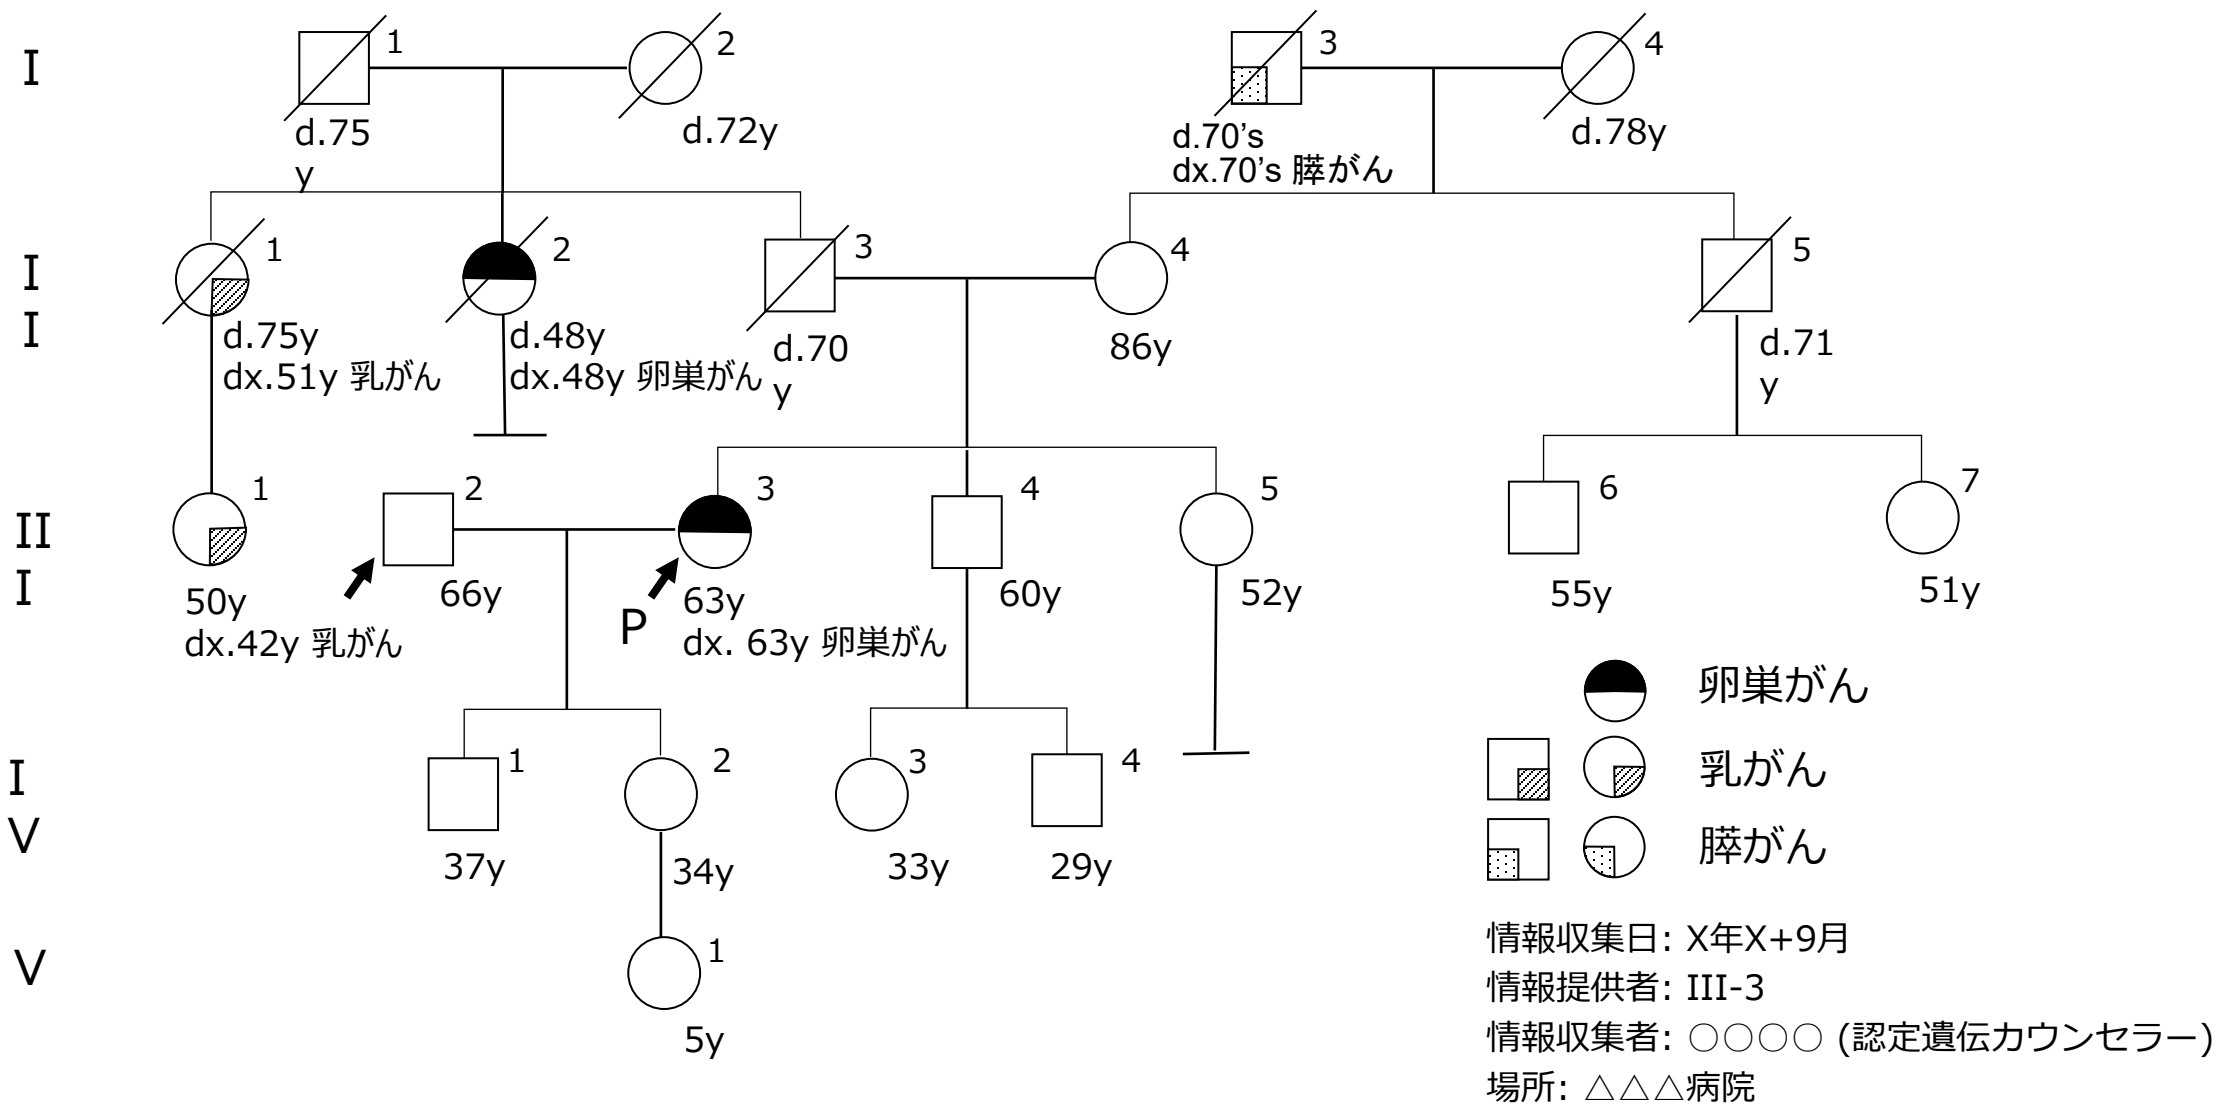 I
1
2
3
4
d.75
y
d.72y
d.70's
dx.70's 膵がん
d.78y
I
I
1
2
3
4
5
d.75y
dx.51y 乳がん
d.48y
dx.48y 卵巣がん
d.70
y
86y
d.71
y
II
I
1
2
3
4
5
6
7
50y
dx.42y 乳がん
66y
P
63y
dx. 63y 卵巣がん
60y
52y
55y
51y
I
V
1
2
3
4
37y
34y
33y
29y
V
1
5y
卵巣がん
乳がん
膵がん
情報収集日: X年X+9月
情報提供者: III-3
情報収集者: ○○○○ (認定遺伝カウンセラー)
場所: △△△病院